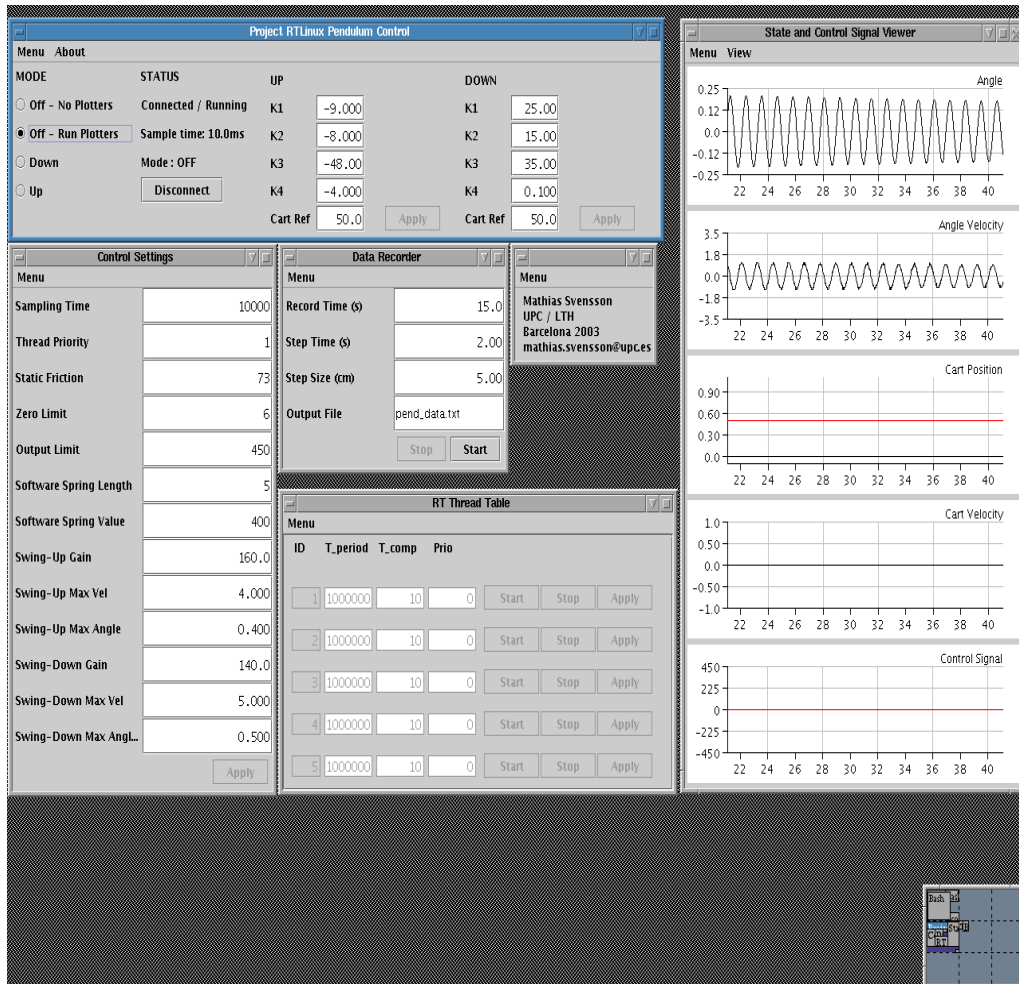 Project RTLinux Pendulum Control
Menu About
MODE STATUS UP DOWN
Off - No Plotters Connected / Running K1 -9.000 K1 25.00
Off - Run Plotters Sample time: 10.0ms K2 -8.000 K2 15.00
Down Mode : OFF K3 -48.00 K3 35.00
Up Disconnect K4 -4.000 K4 0.100
Cart Ref 50.0 Apply Cart Ref 50.0 Apply
Control Settings
Menu
Sampling Time 10000
Thread Priority 1
Static Friction 73
Zero Limit 6
Output Limit 450
Software Spring Length 5
Software Spring Value 400
Swing-Up Gain 160.0
Swing-Up Max Vel 4.000
Swing-Up Max Angle 0.400
Swing-Down Gain 140.0
Swing-Down Max Vel 5.000
Swing-Down Max Angl... 0.500
Apply
Data Recorder
Menu
Record Time (s) 15.0
Step Time (s) 2.00
Step Size (cm) 5.00
Output File pend_data.txt
Stop Start
Menu
Mathias Svensson
UPC / LTH
Barcelona 2003
mathias.svensson@upc.es
RT Thread Table
Menu
ID T_period T_comp Prio
1 1000000 10 0 Start Stop Apply
2 1000000 10 0 Start Stop Apply
3 1000000 10 0 Start Stop Apply
4 1000000 10 0 Start Stop Apply
5 1000000 10 0 Start Stop Apply
State and Control Signal Viewer
Menu View
Angle
0.25
0.12
0.0
-0.12
-0.25
22 24 26 28 30 32 34 36 38 40
Angle Velocity
3.5
1.8
0.0
-1.8
-3.5
22 24 26 28 30 32 34 36 38 40
Cart Position
0.90
0.60
0.30
0.0
22 24 26 28 30 32 34 36 38 40
Cart Velocity
1.0
0.50
0.0
-0.50
-1.0
22 24 26 28 30 32 34 36 38 40
Control Signal
450
225
0
-225
-450
22 24 26 28 30 32 34 36 38 40
Bash
RT